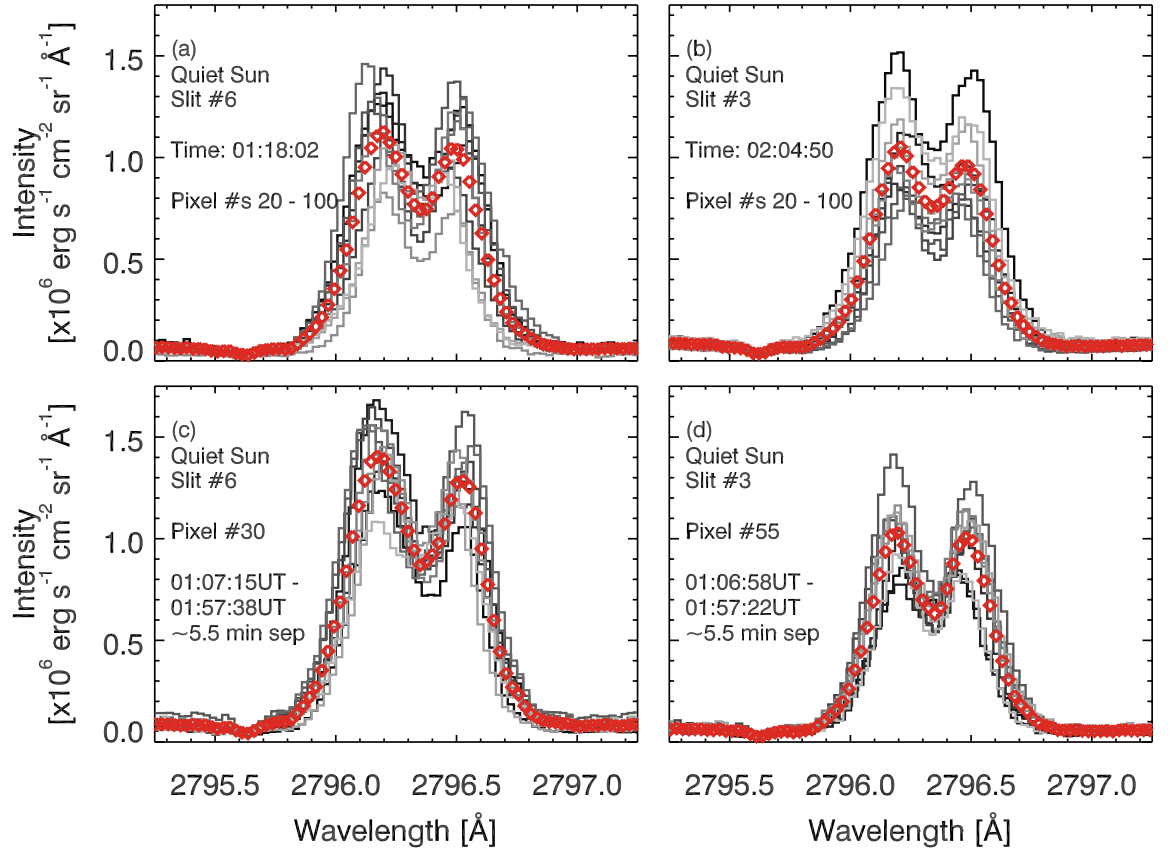 (a)
Quiet Sun
Slit #6
Time: 01:18:02
Pixel #s 20 - 100
(b)
Quiet Sun
Slit #3
Time: 02:04:50
Pixel #s 20 - 100
Intensity
[x10⁶ erg s⁻¹ cm⁻² sr⁻¹ Å⁻¹]
1.5
1.0
0.5
0.0
(c)
Quiet Sun
Slit #6
Pixel #30
01:07:15UT -
01:57:38UT
~5.5 min sep
(d)
Quiet Sun
Slit #3
Pixel #55
01:06:58UT -
01:57:22UT
~5.5 min sep
Intensity
[x10⁶ erg s⁻¹ cm⁻² sr⁻¹ Å⁻¹]
1.5
1.0
0.5
0.0
2795.5 2796.0 2796.5 2797.0
2795.5 2796.0 2796.5 2797.0
Wavelength [Å]
Wavelength [Å]